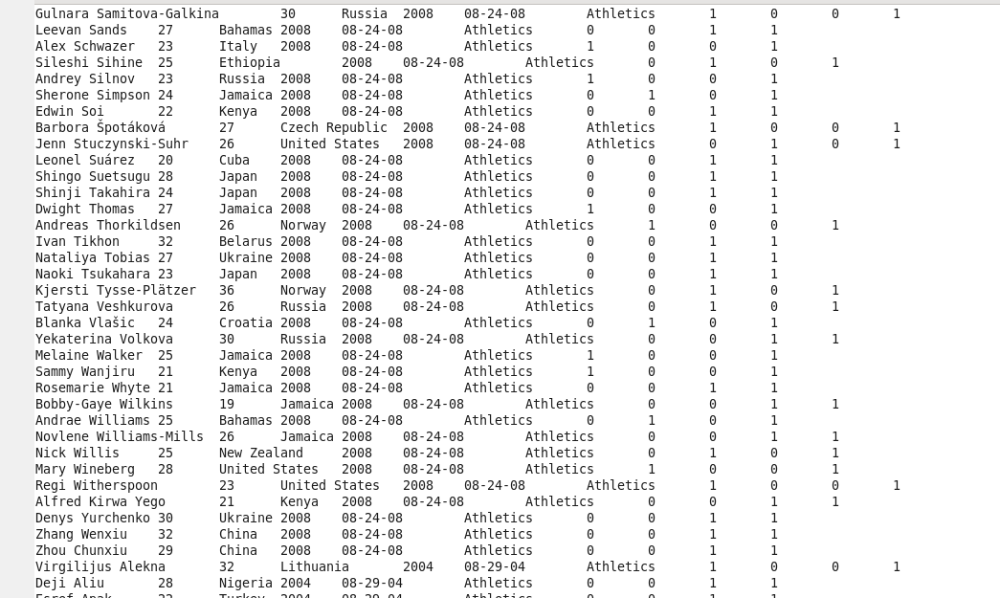 Gulnara Samitova-Galkina 30 Russia 2008 08-24-08 Athletics 1 0 0 1
Leevan Sands 27 Bahamas 2008 08-24-08 Athletics 0 0 1 1
Alex Schwazer 23 Italy 2008 08-24-08 Athletics 1 0 0 1
Sileshi Sihine 25 Ethiopia 2008 08-24-08 Athletics 0 1 0 1
Andrey Silnov 23 Russia 2008 08-24-08 Athletics 1 0 0 1
Sherone Simpson 24 Jamaica 2008 08-24-08 Athletics 0 1 0 1
Edwin Soi 22 Kenya 2008 08-24-08 Athletics 0 0 1 1
Barbora Špotáková 27 Czech Republic 2008 08-24-08 Athletics 1 0 0 1
Jenn Stuczynski-Suhr 26 United States 2008 08-24-08 Athletics 0 1 0 1
Leonel Suárez 20 Cuba 2008 08-24-08 Athletics 0 0 1 1
Shingo Suetsugu 28 Japan 2008 08-24-08 Athletics 0 0 1 1
Shinji Takahira 24 Japan 2008 08-24-08 Athletics 0 0 1 1
Dwight Thomas 27 Jamaica 2008 08-24-08 Athletics 1 0 0 1
Andreas Thorkildsen 26 Norway 2008 08-24-08 Athletics 1 0 0 1
Ivan Tikhon 32 Belarus 2008 08-24-08 Athletics 0 0 1 1
Nataliya Tobias 27 Ukraine 2008 08-24-08 Athletics 0 0 1 1
Naoki Tsukahara 23 Japan 2008 08-24-08 Athletics 0 0 1 1
Kjersti Tysse-Plätzer 36 Norway 2008 08-24-08 Athletics 0 1 0 1
Tatyana Veshkurova 26 Russia 2008 08-24-08 Athletics 0 1 0 1
Blanka Vlašic 24 Croatia 2008 08-24-08 Athletics 0 1 0 1
Yekaterina Volkova 30 Russia 2008 08-24-08 Athletics 0 0 1 1
Melaine Walker 25 Jamaica 2008 08-24-08 Athletics 1 0 0 1
Sammy Wanjiru 21 Kenya 2008 08-24-08 Athletics 1 0 0 1
Rosemarie Whyte 21 Jamaica 2008 08-24-08 Athletics 0 0 1 1
Bobby-Gaye Wilkins 19 Jamaica 2008 08-24-08 Athletics 0 0 1 1
Andrae Williams 25 Bahamas 2008 08-24-08 Athletics 0 1 0 1
Novlene Williams-Mills 26 Jamaica 2008 08-24-08 Athletics 0 0 1 1
Nick Willis 25 New Zealand 2008 08-24-08 Athletics 0 1 0 1
Mary Wineberg 28 United States 2008 08-24-08 Athletics 1 0 0 1
Regi Witherspoon 23 United States 2008 08-24-08 Athletics 1 0 0 1
Alfred Kirwa Yego 21 Kenya 2008 08-24-08 Athletics 0 0 1 1
Denys Yurchenko 30 Ukraine 2008 08-24-08 Athletics 0 0 1 1
Zhang Wenxiu 32 China 2008 08-24-08 Athletics 0 0 1 1
Zhou Chunxiu 29 China 2008 08-24-08 Athletics 0 0 1 1
Virgilijus Alekna 32 Lithuania 2004 08-29-04 Athletics 1 0 0 1
Deji Aliu 28 Nigeria 2004 08-29-04 Athletics 0 0 1 1